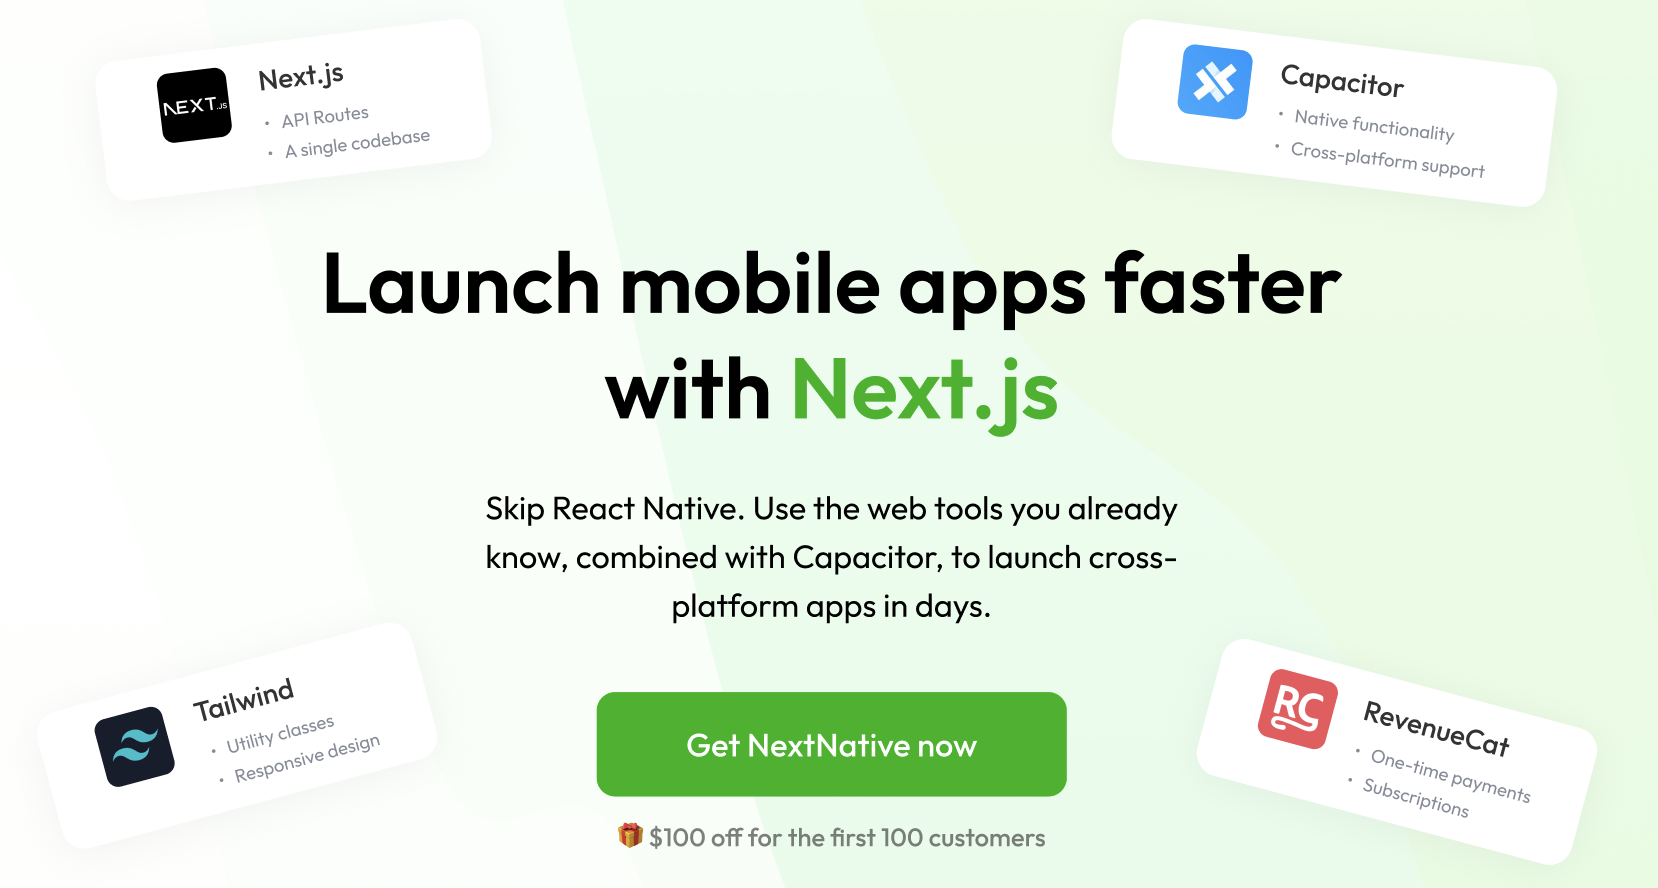 NEXT.JS
Next.js
• API Routes
• A single codebase
Capacitor
• Native functionality
• Cross-platform support
Launch mobile apps faster
with Next.js
Skip React Native. Use the web tools you already
know, combined with Capacitor, to launch cross-
platform apps in days.
Tailwind
• Utility classes
• Responsive design
Get NextNative now
🎁 $100 off for the first 100 customers
RC
RevenueCat
• One-time payments
• Subscriptions